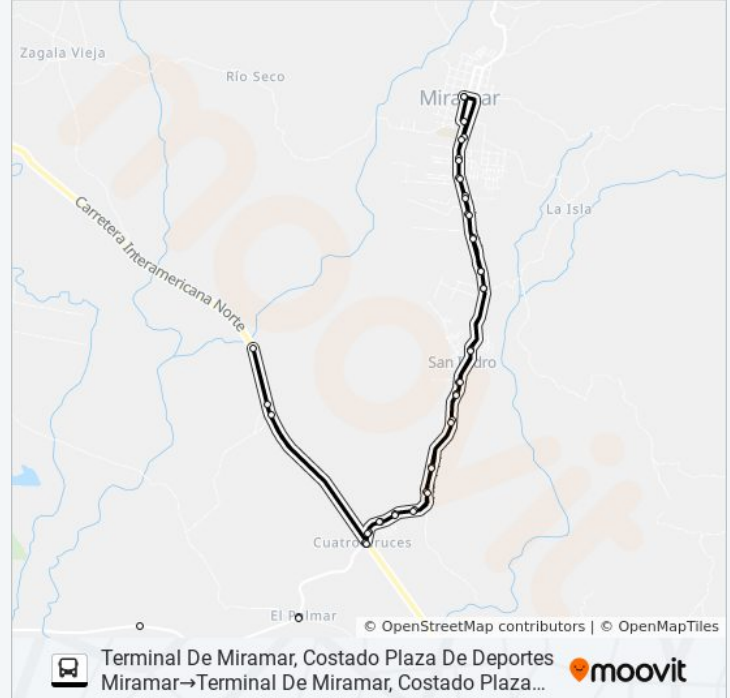 Zagala Vieja
Río Seco
Miramar
La Isla
Carretera Interamericana Norte
San Pedro
Cuatro Cruces
El Palmar
moovit
© OpenStreetMap contributors | © OpenMapTiles
Terminal De Miramar, Costado Plaza De Deportes
Miramar→Terminal De Miramar, Costado Plaza...
moovit